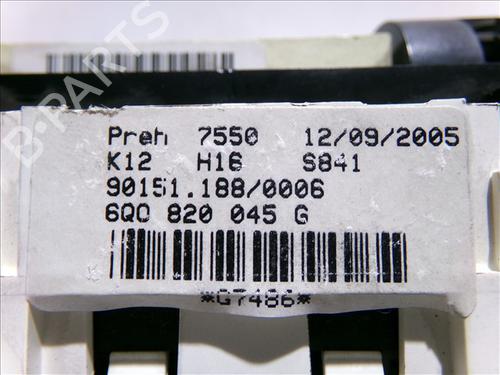 Preh 7550 12/09/2005
K12 H16 S841
90151.188/0006
6Q0 820 045 G
*G7486*
B-PARTS